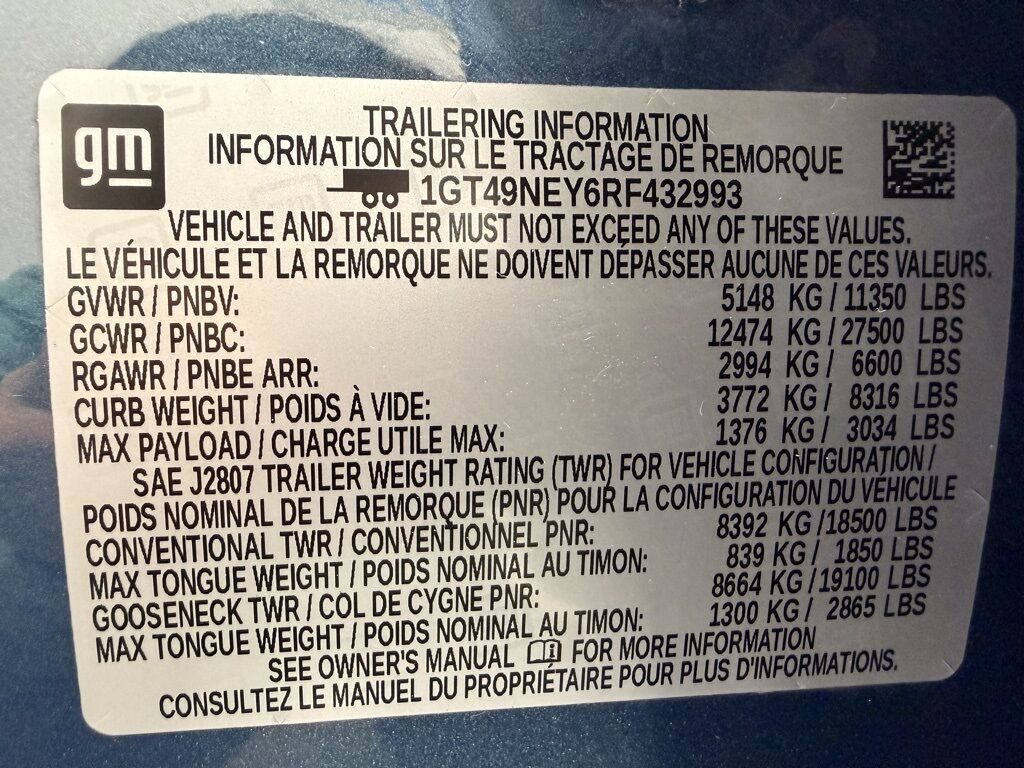 gm
TRAILERING INFORMATION
INFORMATION SUR LE TRACTAGE DE REMORQUE
1GT49NEY6RF432993
VEHICLE AND TRAILER MUST NOT EXCEED ANY OF THESE VALUES.
LE VÉHICULE ET LA REMORQUE NE DOIVENT DÉPASSER AUCUNE DE CES VALEURS.
GVWR / PNBV: 5148 KG / 11350 LBS
GCWR / PNBC: 12474 KG / 27500 LBS
RGAWR / PNBE ARR: 2994 KG / 6600 LBS
CURB WEIGHT / POIDS À VIDE: 3772 KG / 8316 LBS
MAX PAYLOAD / CHARGE UTILE MAX: 1376 KG / 3034 LBS
SAE J2807 TRAILER WEIGHT RATING (TWR) FOR VEHICLE CONFIGURATION /
POIDS NOMINAL DE LA REMORQUE (PNR) POUR LA CONFIGURATION DU VÉHICULE
CONVENTIONAL TWR / CONVENTIONNEL PNR: 8392 KG /18500 LBS
MAX TONGUE WEIGHT / POIDS NOMINAL AU TIMON: 839 KG / 1850 LBS
GOOSENECK TWR / COL DE CYGNE PNR: 8664 KG /19100 LBS
MAX TONGUE WEIGHT / POIDS NOMINAL AU TIMON: 1300 KG / 2865 LBS
SEE OWNER'S MANUAL FOR MORE INFORMATION
CONSULTEZ LE MANUEL DU PROPRIÉTAIRE POUR PLUS D'INFORMATIONS.